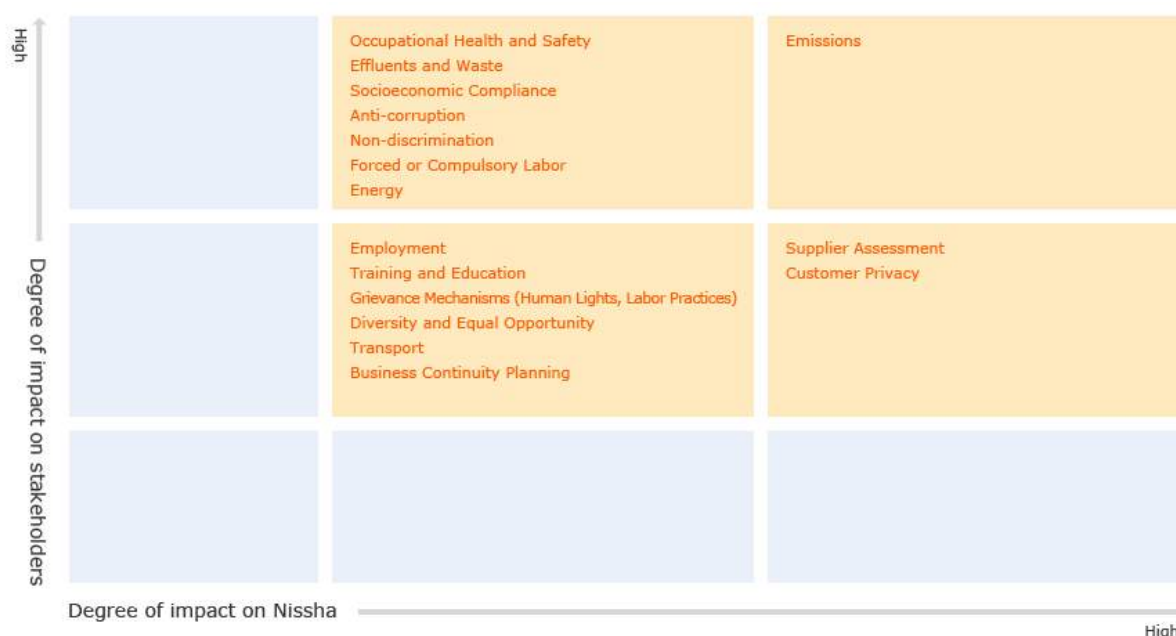 High
Degree of impact on stakeholders
Occupational Health and Safety
Effluents and Waste
Socioeconomic Compliance
Anti-corruption
Non-discrimination
Forced or Compulsory Labor
Energy
Emissions
Employment
Training and Education
Grievance Mechanisms (Human Lights, Labor Practices)
Diversity and Equal Opportunity
Transport
Business Continuity Planning
Supplier Assessment
Customer Privacy
Degree of impact on Nissha
High